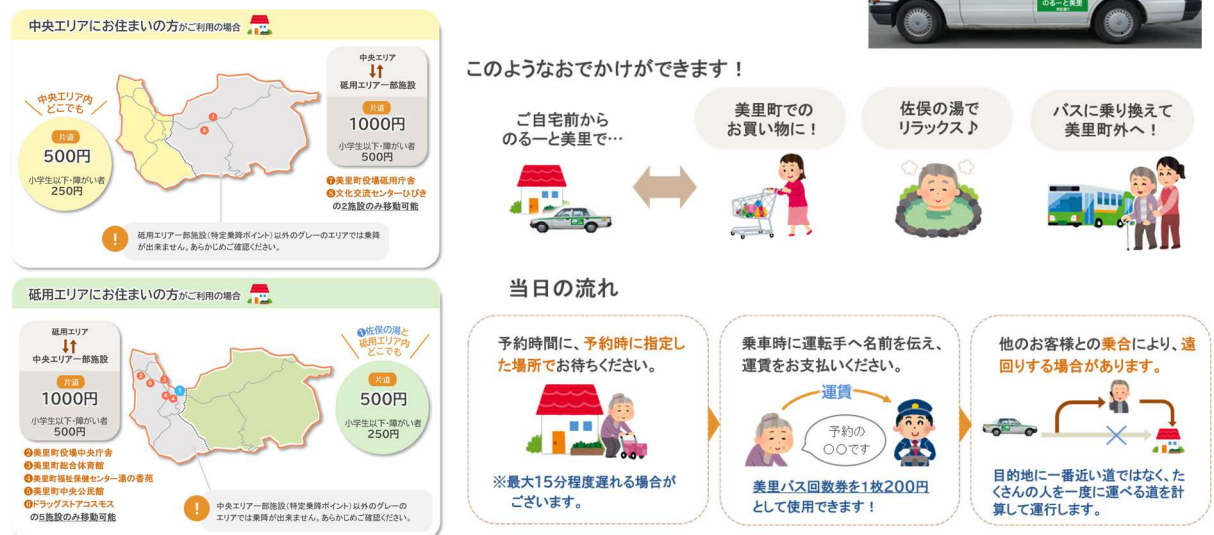 中央エリアにお住まいの方がご利用の場合
中央エリア内
どこでも
片道
500円
小学生以下・障がい者
250円
7
8
中央エリア
↓↑
砥用エリア一部施設
片道
1000円
小学生以下・障がい者
500円
❼美里町役場砥用庁舎
❽文化交流センターひびき
の2施設のみ移動可能
!
砥用エリア一部施設(特定乗降ポイント)以外のグレーのエリアでは乗降
が出来ません。あらかじめご確認ください。
砥用エリアにお住まいの方がご利用の場合
砥用エリア
↓↑
中央エリア一部施設
片道
1000円
小学生以下・障がい者
500円
❷美里町役場中央庁舎
❸美里町総合体育館
❹美里町福祉保健センター湯の香苑
❺美里町中央公民館
❻ドラッグストアコスモス
の5施設のみ移動可能
❶佐俣の湯と
砥用エリア内
どこでも
片道
500円
小学生以下・障がい者
250円
!
中央エリア一部施設(特定乗降ポイント)以外のグレーの
エリアでは乗降が出来ません。あらかじめご確認ください。
のるーと美里
このようなおでかけができます!
ご自宅前から
のるーと美里で…
美里町での
お買い物に!
佐俣の湯で
リラックス♪
バスに乗り換えて
美里町外へ!
当日の流れ
予約時間に、予約時に指定し
た場所でお待ちください。
※最大15分程度遅れる場合が
ございます。
乗車時に運転手へ名前を伝え、
運賃をお支払いください。
運賃
予約の
〇〇です
美里バス回数券を1枚200円
として使用できます!
他のお客様との乗合により、遠
回りする場合があります。
目的地に一番近い道ではなく、た
くさんの人を一度に運べる道を計
算して運行します。